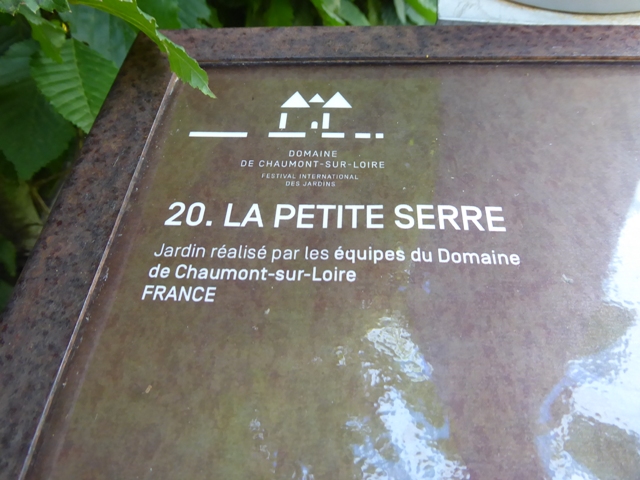 DOMAINE
DE CHAUMONT-SUR-LOIRE
FESTIVAL INTERNATIONAL
DES JARDINS
20. LA PETITE SERRE
Jardin réalisé par les équipes du Domaine
de Chaumont-sur-Loire
FRANCE